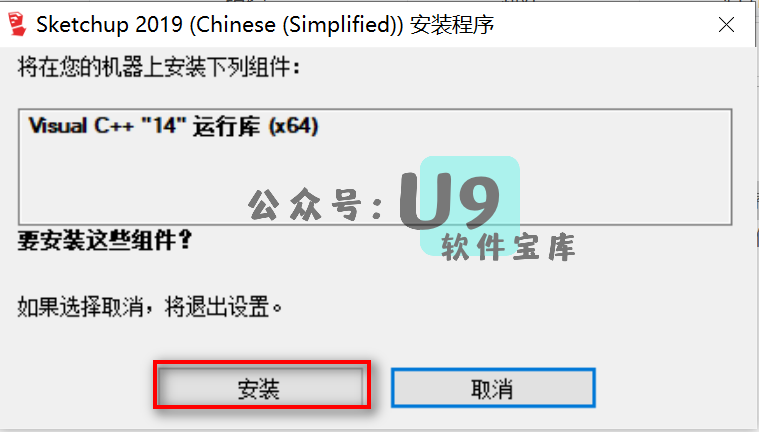 Sketchup 2019 (Chinese (Simplified)) 安装程序
将在您的机器上安装下列组件：
Visual C++ "14" 运行库 (x64)
公众号：U9
软件宝库
要安装这些组件？
如果选择取消，将退出设置。
安装
取消